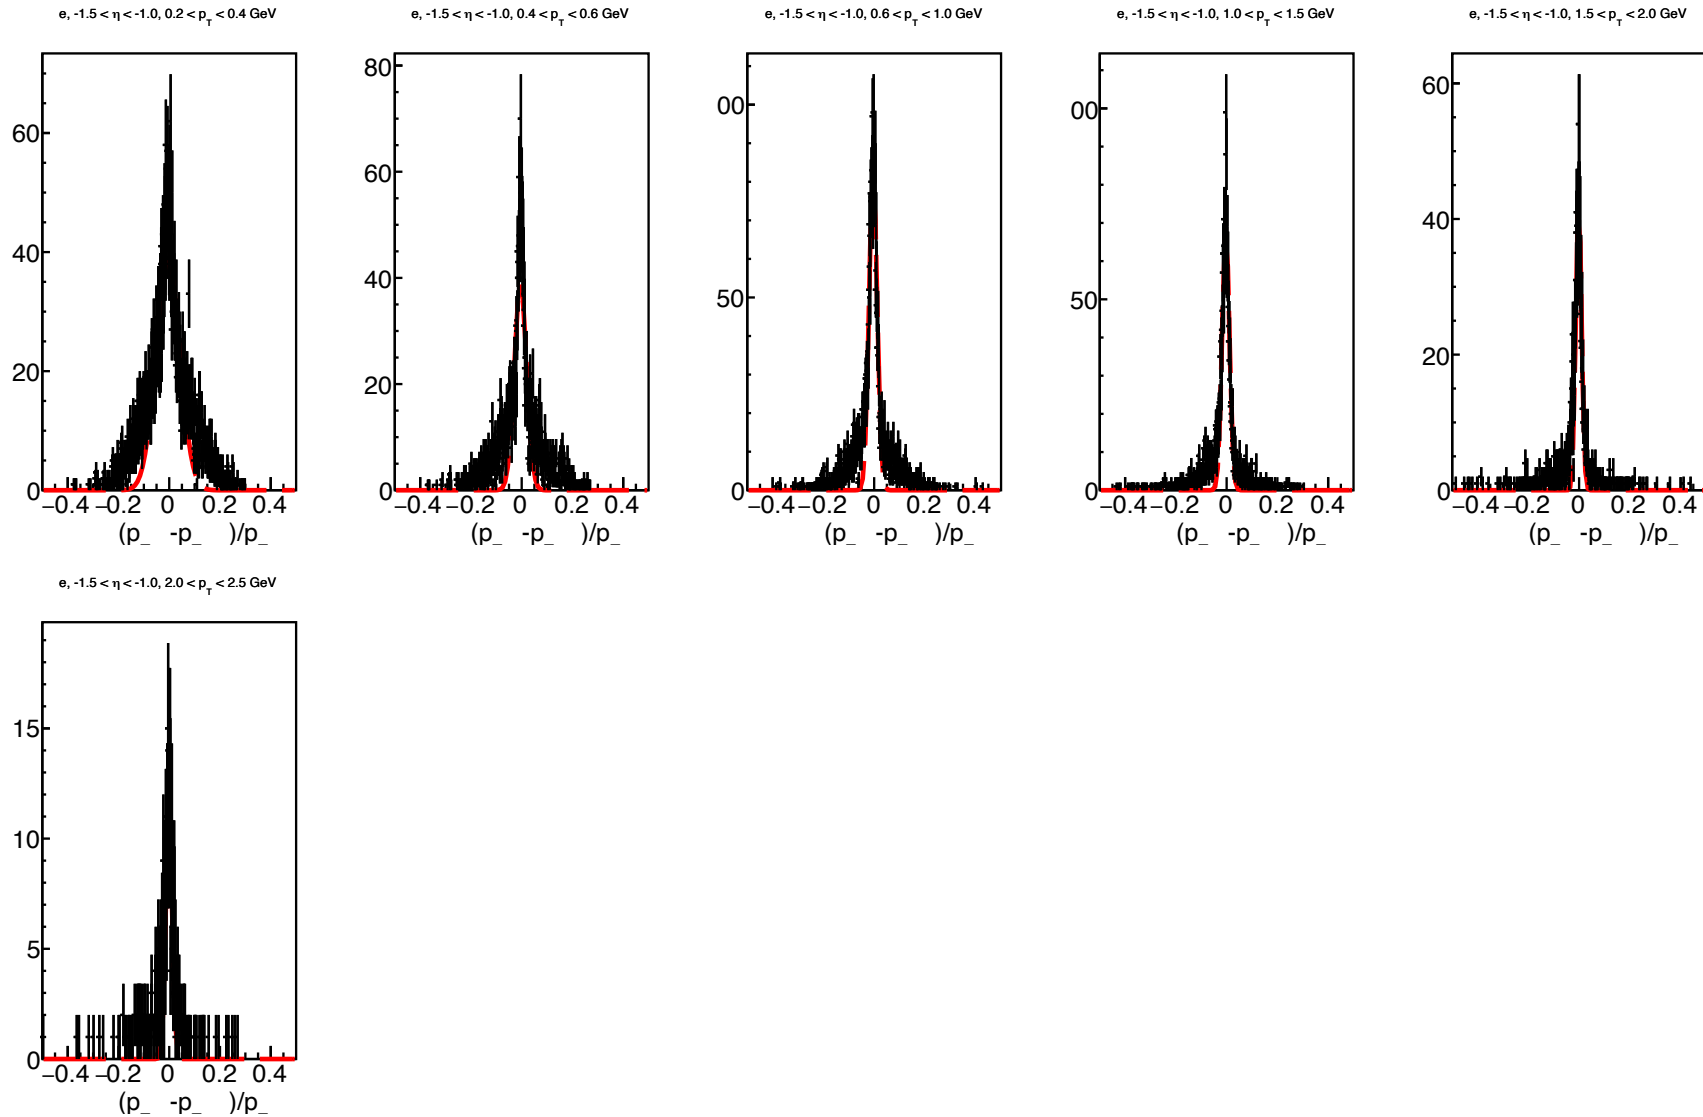 e, -1.5 < η < -1.0, 0.2 < p_T < 0.4 GeV
60
40
20
0
−0.4 −0.2 0 0.2 0.4
(p_ -p_ )/p_
e, -1.5 < η < -1.0, 0.4 < p_T < 0.6 GeV
80
60
40
20
0
−0.4 −0.2 0 0.2 0.4
(p_ -p_ )/p_
e, -1.5 < η < -1.0, 0.6 < p_T < 1.0 GeV
00
50
0
−0.4 −0.2 0 0.2 0.4
(p_ -p_ )/p_
e, -1.5 < η < -1.0, 1.0 < p_T < 1.5 GeV
00
50
0
−0.4 −0.2 0 0.2 0.4
(p_ -p_ )/p_
e, -1.5 < η < -1.0, 1.5 < p_T < 2.0 GeV
60
40
20
0
−0.4 −0.2 0 0.2 0.4
(p_ -p_ )/p_
e, -1.5 < η < -1.0, 2.0 < p_T < 2.5 GeV
15
10
5
0
−0.4 −0.2 0 0.2 0.4
(p_ -p_ )/p_